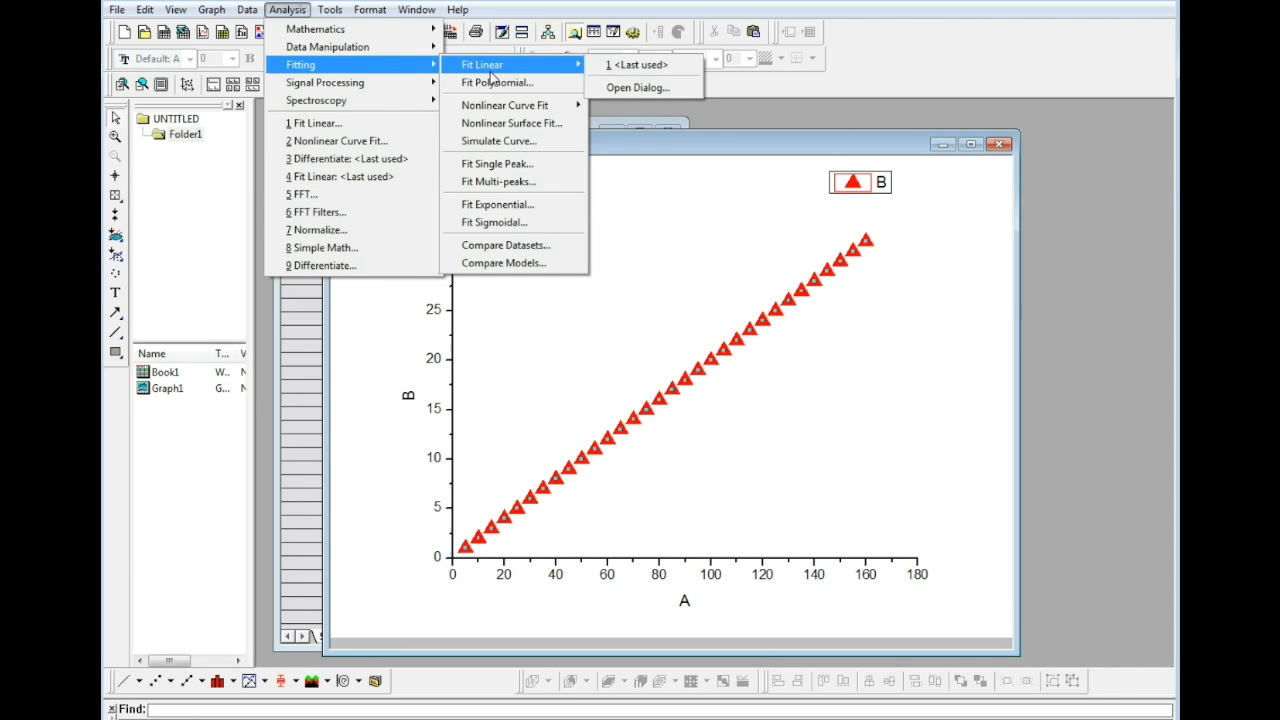 File Edit View Graph Data Analysis Tools Format Window Help
Mathematics
Data Manipulation
Fitting
Signal Processing
Spectroscopy
1 Fit Linear...
2 Nonlinear Curve Fit...
3 Differentiate: <Last used>
4 Fit Linear: <Last used>
5 FFT...
6 FFT Filters...
7 Normalize...
8 Simple Math...
9 Differentiate...
Fit Linear
Fit Polynomial...
Nonlinear Curve Fit
Nonlinear Surface Fit...
Simulate Curve...
Fit Single Peak...
Fit Multi-peaks...
Fit Exponential...
Fit Sigmoidal...
Compare Datasets...
Compare Models...
1 <Last used>
Open Dialog...
Default: A 0 B
0
UNTITLED
Folder1
Name T... V
Book1 W.. N
Graph1 G... N
B
25
20
15
10
5
0
B
0 20 40 60 80 100 120 140 160 180
A
Find: